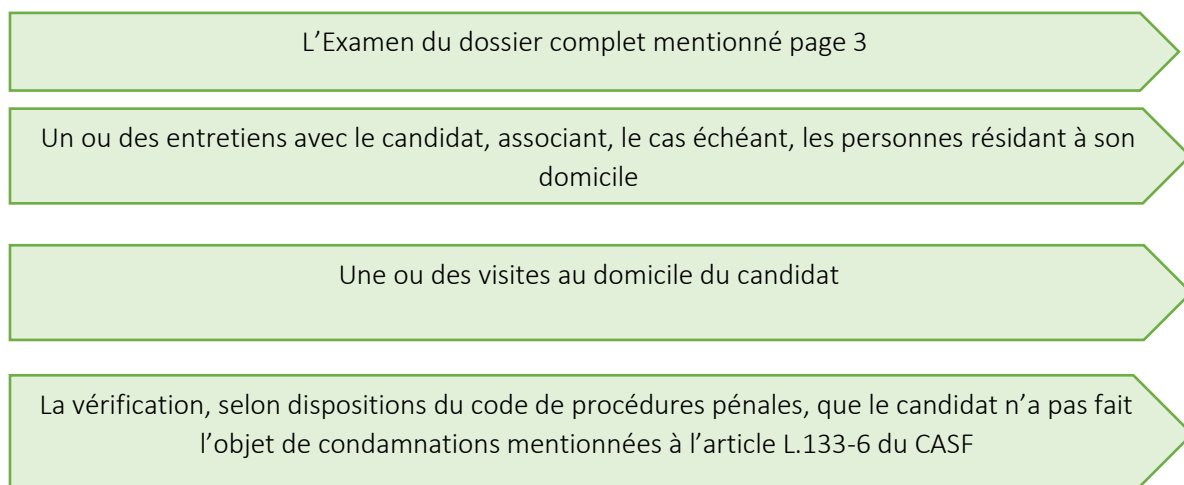 L’Examen du dossier complet mentionné page 3
Un ou des entretiens avec le candidat, associant, le cas échéant, les personnes résidant à son
domicile
Une ou des visites au domicile du candidat
La vérification, selon dispositions du code de procédures pénales, que le candidat n’a pas fait
l’objet de condamnations mentionnées à l’article L.133-6 du CASF